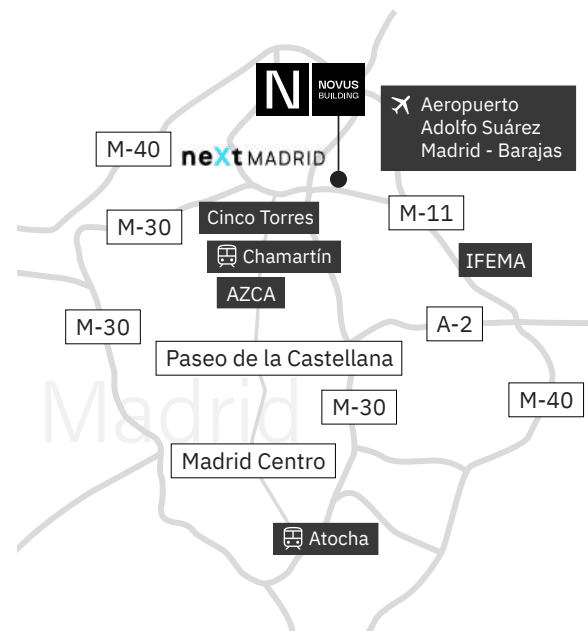 N
NOVUS
BUILDING
Aeropuerto
Adolfo Suárez
Madrid - Barajas
M-40
neXt MADRID
M-30
Cinco Torres
M-11
Chamartín
IFEMA
AZCA
M-30
A-2
Paseo de la Castellana
Madrid
M-30
M-40
Madrid Centro
Atocha